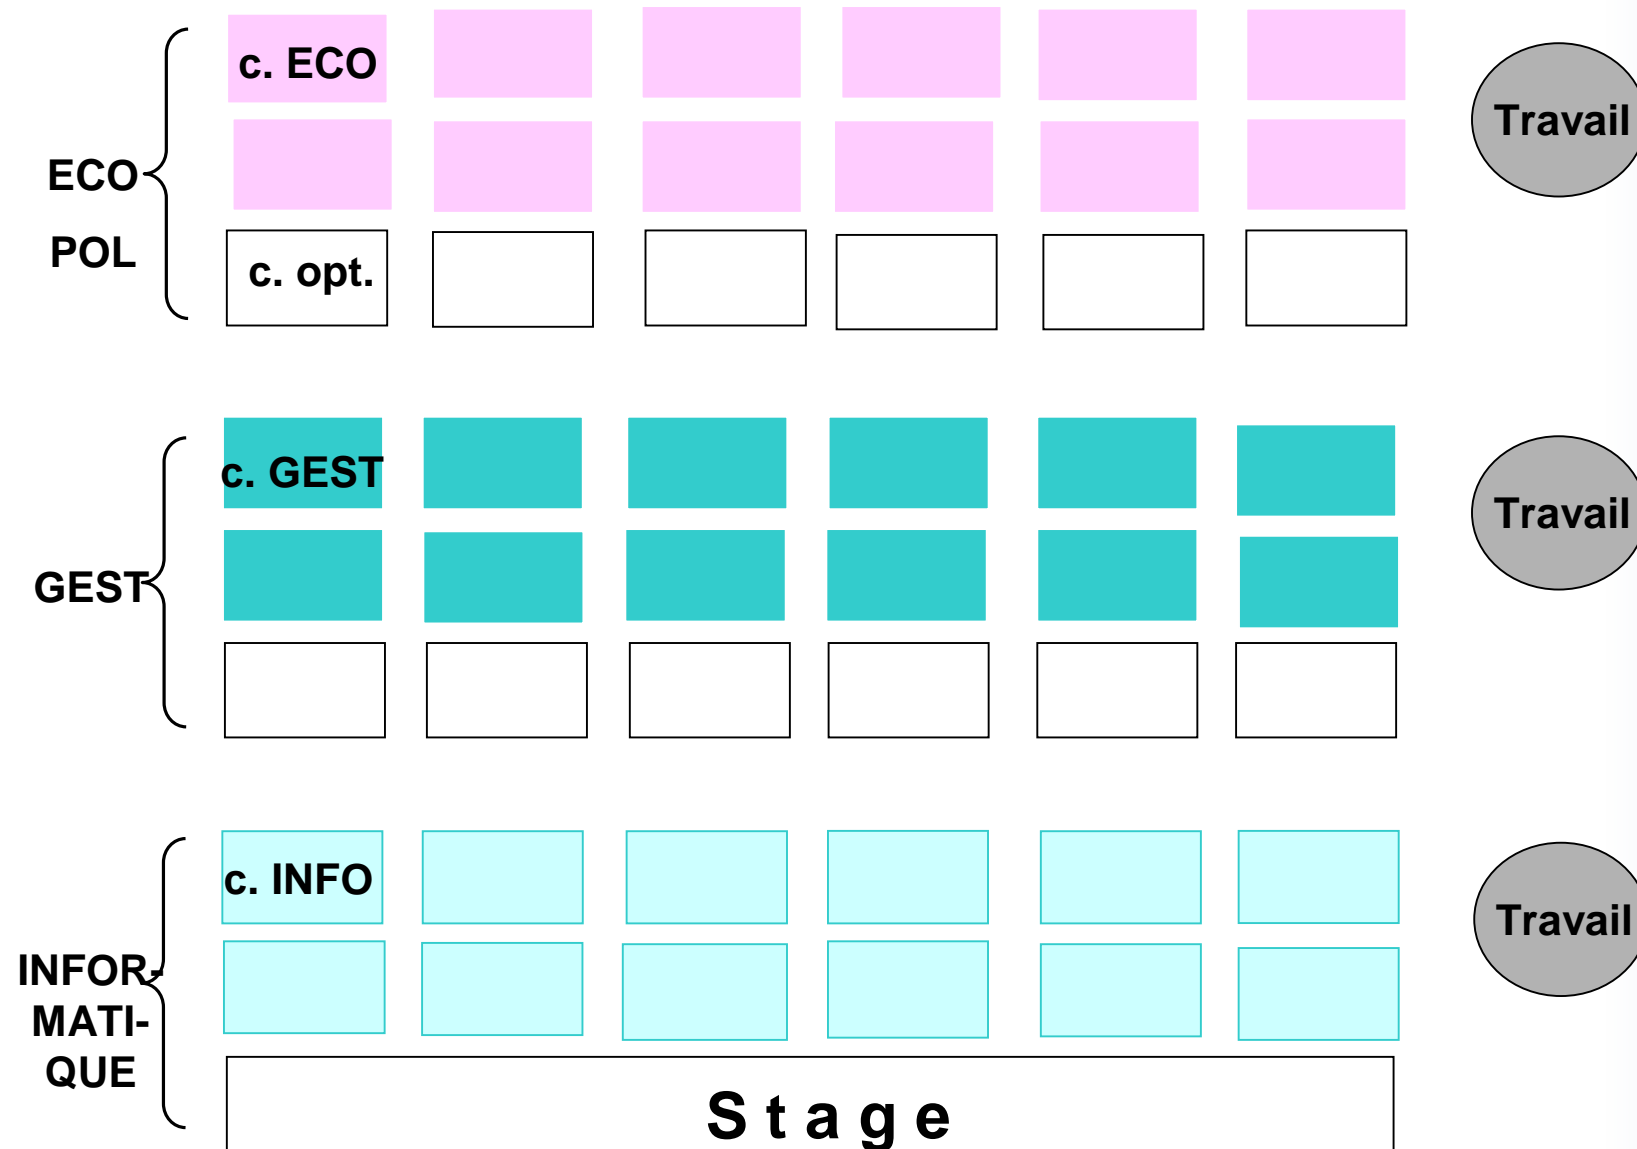 c. ECO
Travail
ECO
POL
c. opt.
c. GEST
Travail
GEST
c. INFO
Travail
INFOR-
MATI-
QUE
Stage